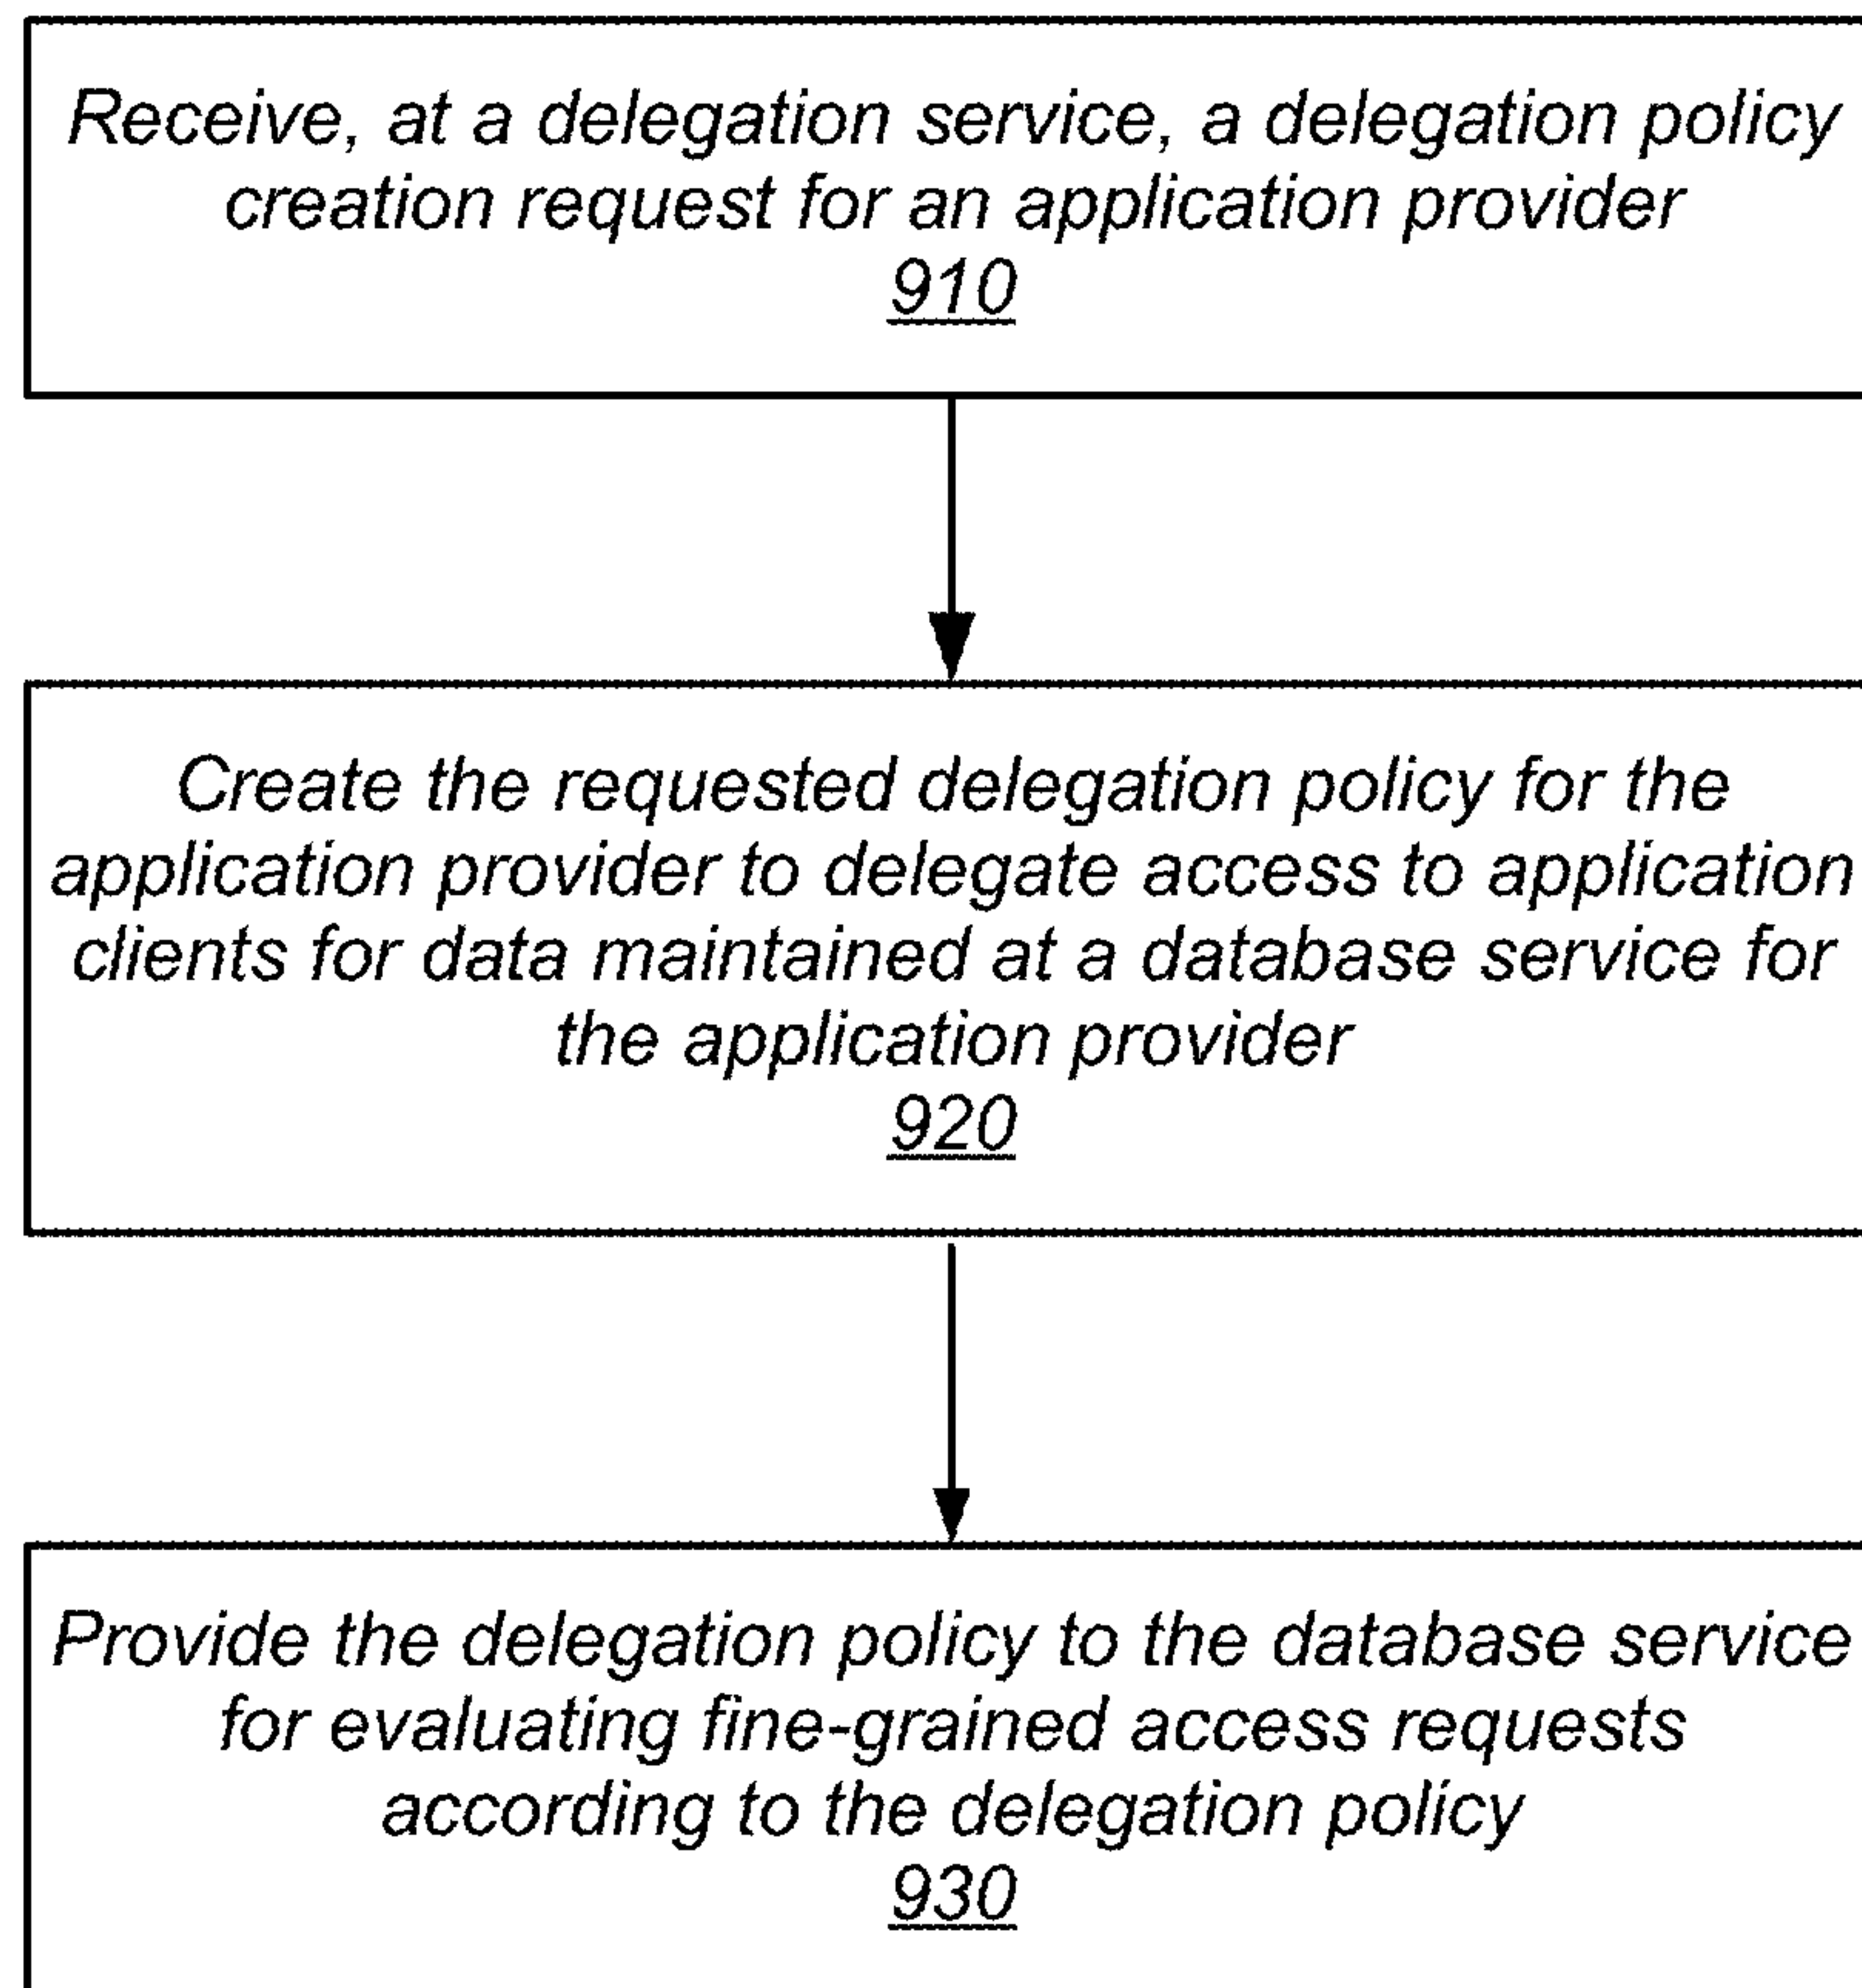 Receive, at a delegation service, a delegation policy
creation request for an application provider
910
Create the requested delegation policy for the
application provider to delegate access to application
clients for data maintained at a database service for
the application provider
920
Provide the delegation policy to the database service
for evaluating fine-grained access requests
according to the delegation policy
930